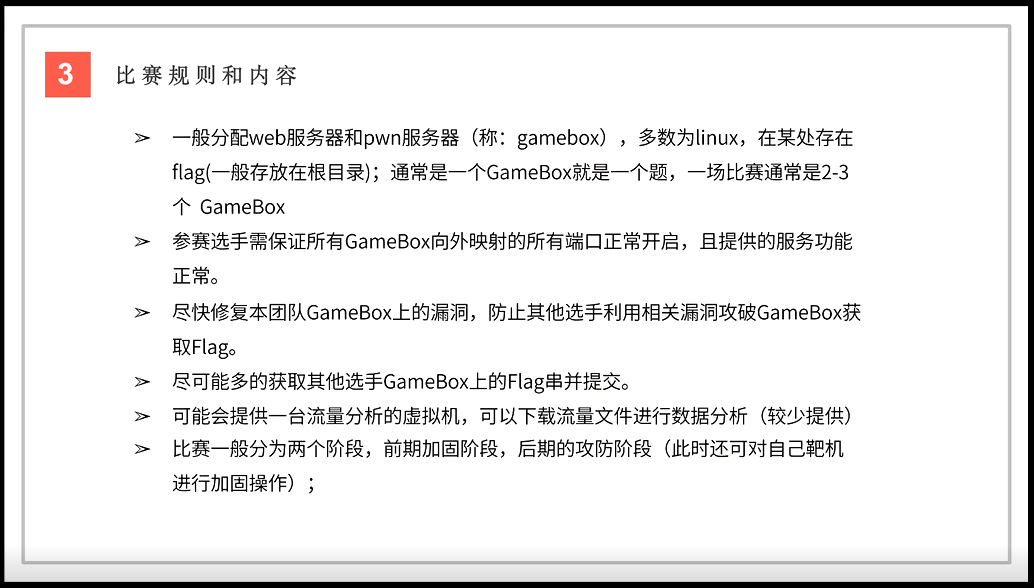 3
比赛规则和内容
➢ 一般分配web服务器和pwn服务器（称：gamebox），多数为linux，在某处存在
flag(一般存放在根目录)；通常是一个GameBox就是一个题，一场比赛通常是2-3
个 GameBox
➢ 参赛选手需保证所有GameBox向外映射的所有端口正常开启，且提供的服务功能
正常。
➢ 尽快修复本团队GameBox上的漏洞，防止其他选手利用相关漏洞攻破GameBox获
取Flag。
➢ 尽可能多的获取其他选手GameBox上的Flag串并提交。
➢ 可能会提供一台流量分析的虚拟机，可以下载流量文件进行数据分析（较少提供）
➢ 比赛一般分为两个阶段，前期加固阶段，后期的攻防阶段（此时还可对自己靶机
进行加固操作）；